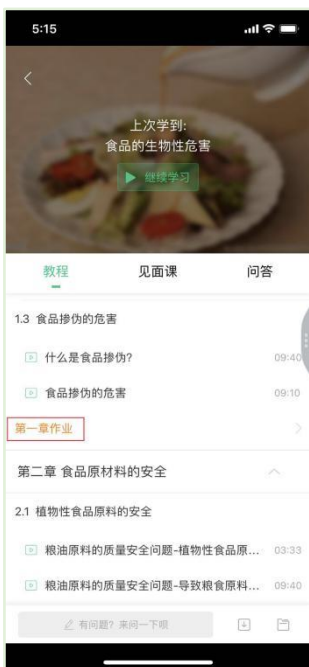 5:15
上次学到:
食品的生物性危害
继续学习
教程 见面课 问答
1.3 食品掺伪的危害
什么是食品掺伪? 09:40
食品掺伪的危害 09:10
第一章作业
第二章 食品原材料的安全
2.1 植物性食品原料的安全
粮油原料的质量安全问题-植物性食品原... 03:33
粮油原料的质量安全问题-导致粮食原料... 09:40
有问题? 来问一下呗